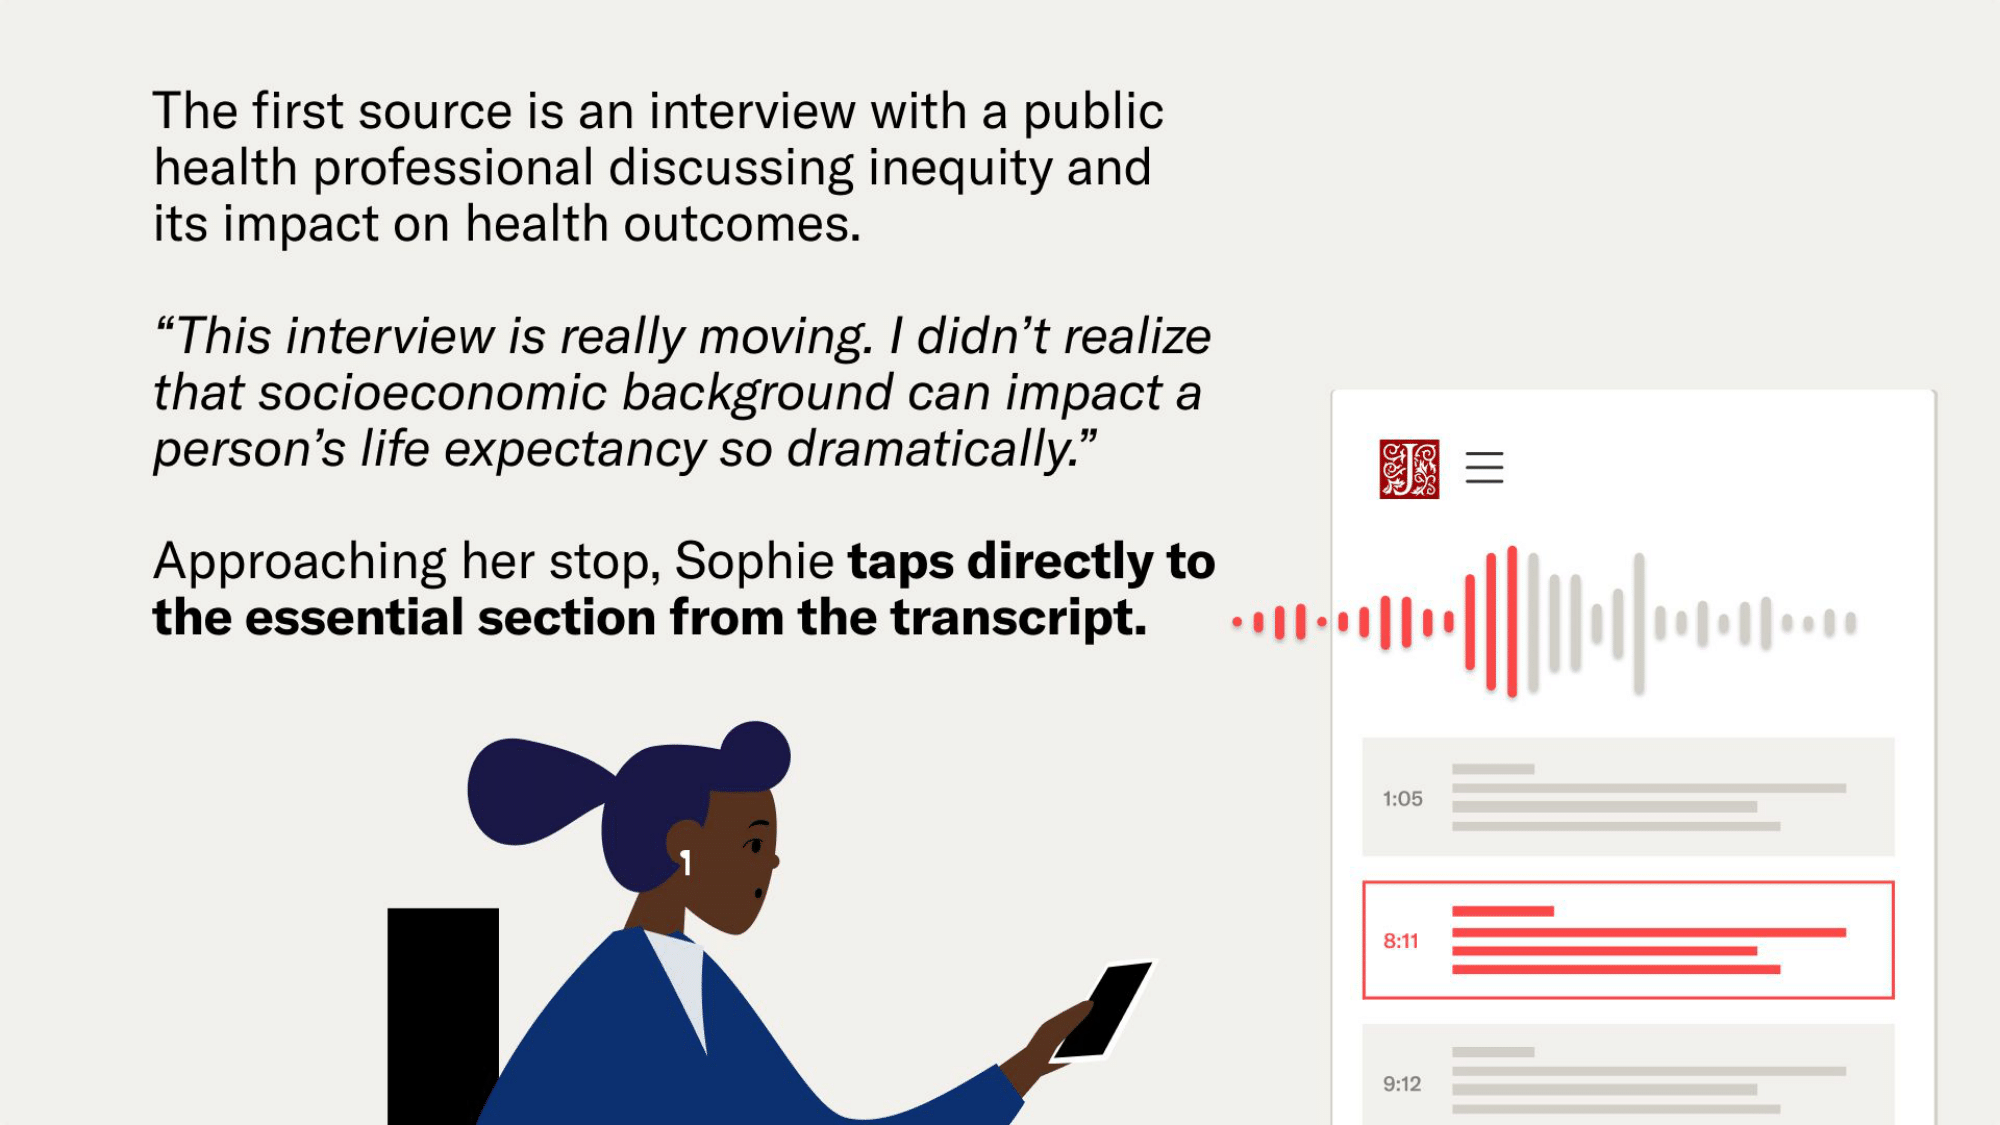 The first source is an interview with a public
health professional discussing inequity and
its impact on health outcomes.
“This interview is really moving. I didn’t realize
that socioeconomic background can impact a
person’s life expectancy so dramatically.”
Approaching her stop, Sophie taps directly to
the essential section from the transcript.
J
1:05
8:11
9:12